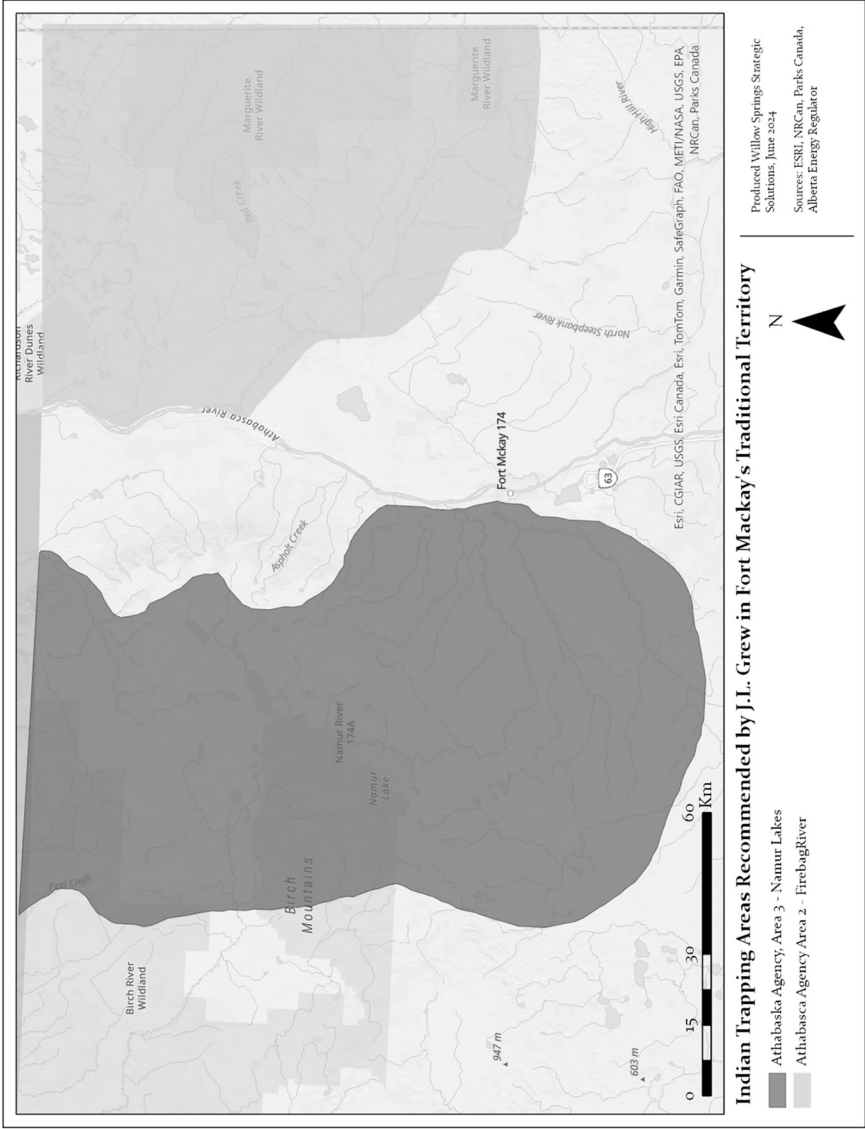 Richardson
River Dunes
Wildland
Marguerite
River Wildland
Marguerite
River Wildland
Red Creek
High Hill River
Athabasca River
North Steepbank River
Asphalt Creek
Fort Mckay 174
63
Namur River
174A
Namur
Lake
Birch
Mountains
Birch River
Wildland
947 m
603 m
Esri, CGIAR, USGS, Esri Canada, Esri, TomTom, Garmin, SafeGraph, FAO, METI/NASA, USGS, EPA,
NRCan, Parks Canada
0 15 30 60
Km
Indian Trapping Areas Recommended by J.L. Grew in Fort Mackay's Traditional Territory
Athabaska Agency, Area 3 - Namur Lakes
Athabasca Agency Area 2 - FirebagRiver
N
Produced Willow Springs Strategic
Solutions, June 2024
Sources: ESRI, NRCan, Parks Canada,
Alberta Energy Regulator